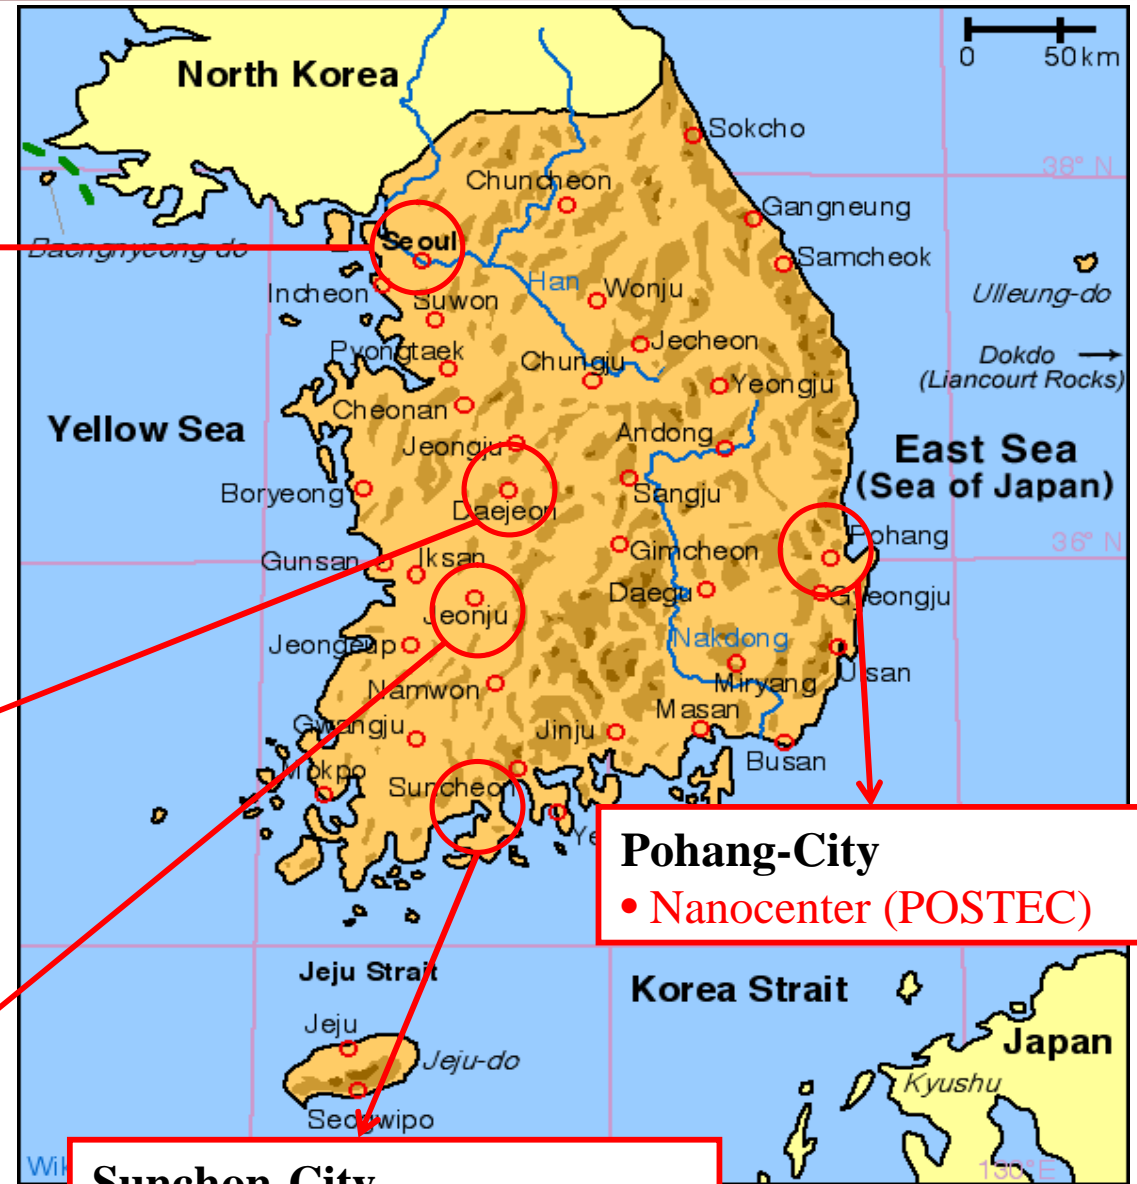 North Korea
0 50km
Sokcho
38° N
Chuncheon
Gangneung
Baengnyeong-do
Seoul
Samcheok
Han
Incheon
Wonju
Ulleung-do
Suwon
Jecheon
Pyongtaek
Chungju
Dokdo
(Liancourt Rocks)
Yeongju
Cheonan
Yellow Sea
Andong
Jeongju
East Sea
(Sea of Japan)
Boryeong
Sangju
Daejeon
Pohang
36° N
Gimcheon
Gunsan
Iksan
Daegu
Gyeongju
Jeonju
Nakdong
Jeongeup
Ulsan
Namwon
Miryang
Masan
Gwangju
Jinju
Busan
Mokpo
Suncheon
Pohang-City
• Nanocenter (POSTEC)
Jeju Strait
Korea Strait
Jeju
Japan
Jeju-do
Kyushu
Seogwipo
130°E
Sunchon-City